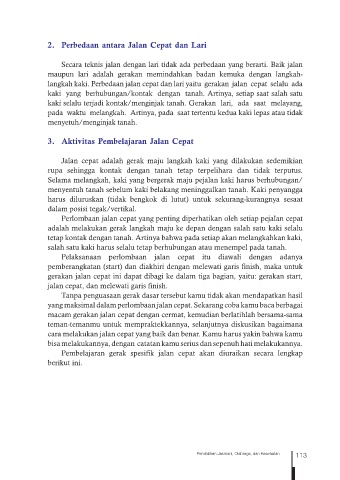 2. Perbedaan antara Jalan Cepat dan Lari
Secara teknis jalan dengan lari tidak ada perbedaan yang berarti. Baik jalan
maupun lari adalah gerakan memindahkan badan kemuka dengan langkah-
langkah kaki. Perbedaan jalan cepat dan lari yaitu gerakan jalan cepat selalu ada
kaki yang berhubungan/kontak dengan tanah. Artinya, setiap saat salah satu
kaki selalu terjadi kontak/menginjak tanah. Gerakan lari, ada saat melayang,
pada waktu melangkah. Artinya, pada saat tertentu kedua kaki lepas atau tidak
menyetuh/menginjak tanah.
3. Aktivitas Pembelajaran Jalan Cepat
Jalan cepat adalah gerak maju langkah kaki yang dilakukan sedemikian
rupa sehingga kontak dengan tanah tetap terpelihara dan tidak terputus.
Selama melangkah, kaki yang bergerak maju pejalan kaki harus berhubungan/
menyentuh tanah sebelum kaki belakang meninggalkan tanah. Kaki penyangga
harus diluruskan (tidak bengkok di lutut) untuk sekurang-kurangnya sesaat
dalam posisi tegak/vertikal.
Perlombaan jalan cepat yang penting diperhatikan oleh setiap pejalan cepat
adalah melakukan gerak langkah maju ke depan dengan salah satu kaki selalu
tetap kontak dengan tanah. Artinya bahwa pada setiap akan melangkahkan kaki,
salah satu kaki harus selalu tetap berhubungan atau menempel pada tanah.
Pelaksanaan perlombaan jalan cepat itu diawali dengan adanya
pemberangkatan (start) dan diakhiri dengan melewati garis finish, maka untuk
gerakan jalan cepat ini dapat dibagi ke dalam tiga bagian, yaitu: gerakan start,
jalan cepat, dan melewati garis finish.
Tanpa penguasaan gerak dasar tersebut kamu tidak akan mendapatkan hasil
yang maksimal dalam perlombaan jalan cepat. Sekarang coba kamu baca berbagai
macam gerakan jalan cepat dengan cermat, kemudian berlatihlah bersama-sama
teman-temanmu untuk mempraktekkannya, selanjutnya diskusikan bagaimana
cara melakukan jalan cepat yang baik dan benar. Kamu harus yakin bahwa kamu
bisa melakukannya, dengan catatan kamu serius dan sepenuh hati melakukannya.
Pembelajaran gerak spesifik jalan cepat akan diuraikan secara lengkap
berikut ini.
Pendidikan Jasmani, Olahraga, dan Kesehatan
113